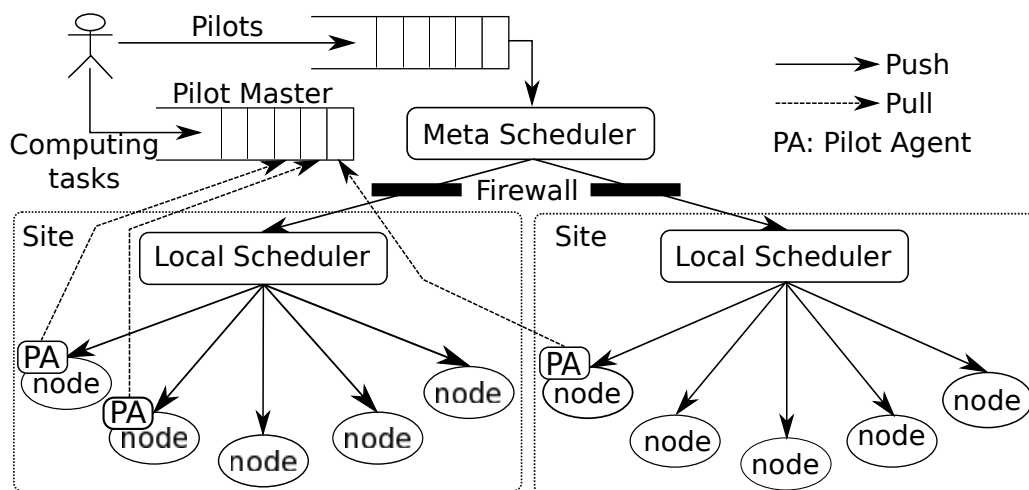 Pilots
Push
Pilot Master
Pull
Meta Scheduler
PA: Pilot Agent
Computing
tasks
Firewall
Site
Local Scheduler
PA
node
PA
node
node
node
node
Site
Local Scheduler
PA
node
node
node
node
node